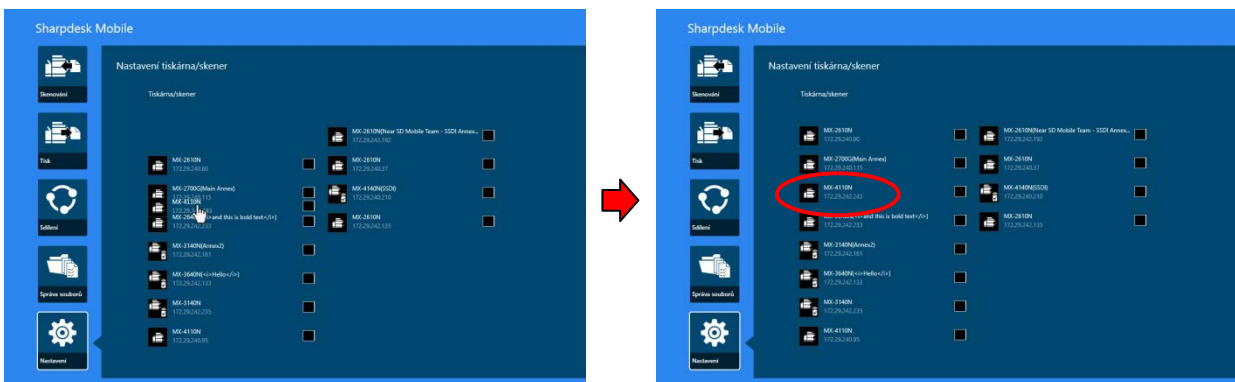 Sharpdesk Mobile
Skenování
Tisk
Sdílení
Správa souborů
Nastavení
Nastavení tiskárna/skener
Tiskárna/skener
MX-2610N
MX-2700G(Main Annex)
MX-4110N
and this is bold text</i>)
172.29.242.233
MX-3140N(Annex2)
172.29.242.161
MX-3640N(<i>Hello</i>)
172.29.242.133
MX-3140N
172.29.242.235
MX-4110N
172.29.240.95
MX-2610N(Near SD Mobile Team - SSDI Annex...
172.29.242.192
MX-2610N
172.29.240.37
MX-4140N(SSDI)
172.29.240.210
MX-2610N
172.29.242.135
Sharpdesk Mobile
Skenování
Tisk
Sdílení
Správa souborů
Nastavení
Nastavení tiskárna/skener
Tiskárna/skener
MX-2610N
MX-2700G(Main Annex)
172.29.240.115
MX-4110N
172.29.242.243
and this is bold text</i>)
172.29.242.233
MX-3140N(Annex2)
172.29.242.161
MX-3640N(<i>Hello</i>)
172.29.242.133
MX-3140N
172.29.242.235
MX-4110N
172.29.240.95
MX-2610N(Near SD Mobile Team - SSDI Annex...
172.29.242.192
MX-2610N
172.29.240.37
MX-4140N(SSDI)
172.29.240.210
MX-2610N
172.29.242.135